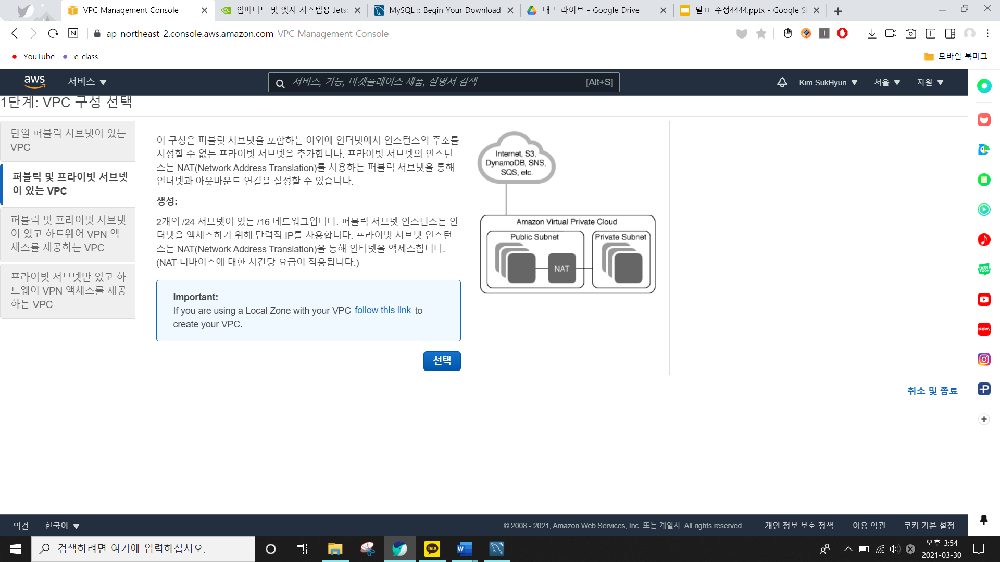 VPC Management Console
임베디드 및 엣지 시스템용 Jets
MySQL :: Begin Your Download
내 드라이브 - Google Drive
발표_수정4444.pptx - Google S
N
ap-northeast-2.console.aws.amazon.com VPC Management Console
YouTube
e-class
모바일 북마크
aws
서비스
서비스, 기능, 마켓플레이스 제품, 설명서 검색
[Alt+S]
Kim SukHyun
서울
지원
1단계: VPC 구성 선택
단일 퍼블릭 서브넷이 있는
VPC
퍼블릭 및 프라이빗 서브넷
이 있는 VPC
퍼블릭 및 프라이빗 서브넷
이 있고 하드웨어 VPN 액
세스를 제공하는 VPC
프라이빗 서브넷만 있고 하
드웨어 VPN 액세스를 제공
하는 VPC
이 구성은 퍼블릿 서브넷을 포함하는 이외에 인터넷에서 인스턴스의 주소를
지정할 수 없는 프라이빗 서브넷을 추가합니다. 프라이빗 서브넷의 인스턴
스는 NAT(Network Address Translation)를 사용하는 퍼블릭 서브넷을 통해
인터넷과 아웃바운드 연결을 설정할 수 있습니다.
생성:
2개의 /24 서브넷이 있는 /16 네트워크입니다. 퍼블릭 서브넷 인스턴스는 인
터넷을 액세스하기 위해 탄력적 IP를 사용합니다. 프라이빗 서브넷 인스턴
스는 NAT(Network Address Translation)을 통해 인터넷을 액세스합니다.
(NAT 디바이스에 대한 시간당 요금이 적용됩니다.)
Important:
If you are using a Local Zone with your VPC follow this link to
create your VPC.
선택
Internet, S3,
DynamoDB, SNS,
SQS, etc.
Amazon Virtual Private Cloud
Public Subnet
Private Subnet
NAT
취소 및 종료
WEB
TOON
NOW.
의견
한국어
© 2008 - 2021, Amazon Web Services, Inc. 또는 계열사. All rights reserved.
개인 정보 보호 정책
이용 약관
쿠키 기본 설정
검색하려면 여기에 입력하십시오.
TALK
W
오후 3:54
2021-03-30